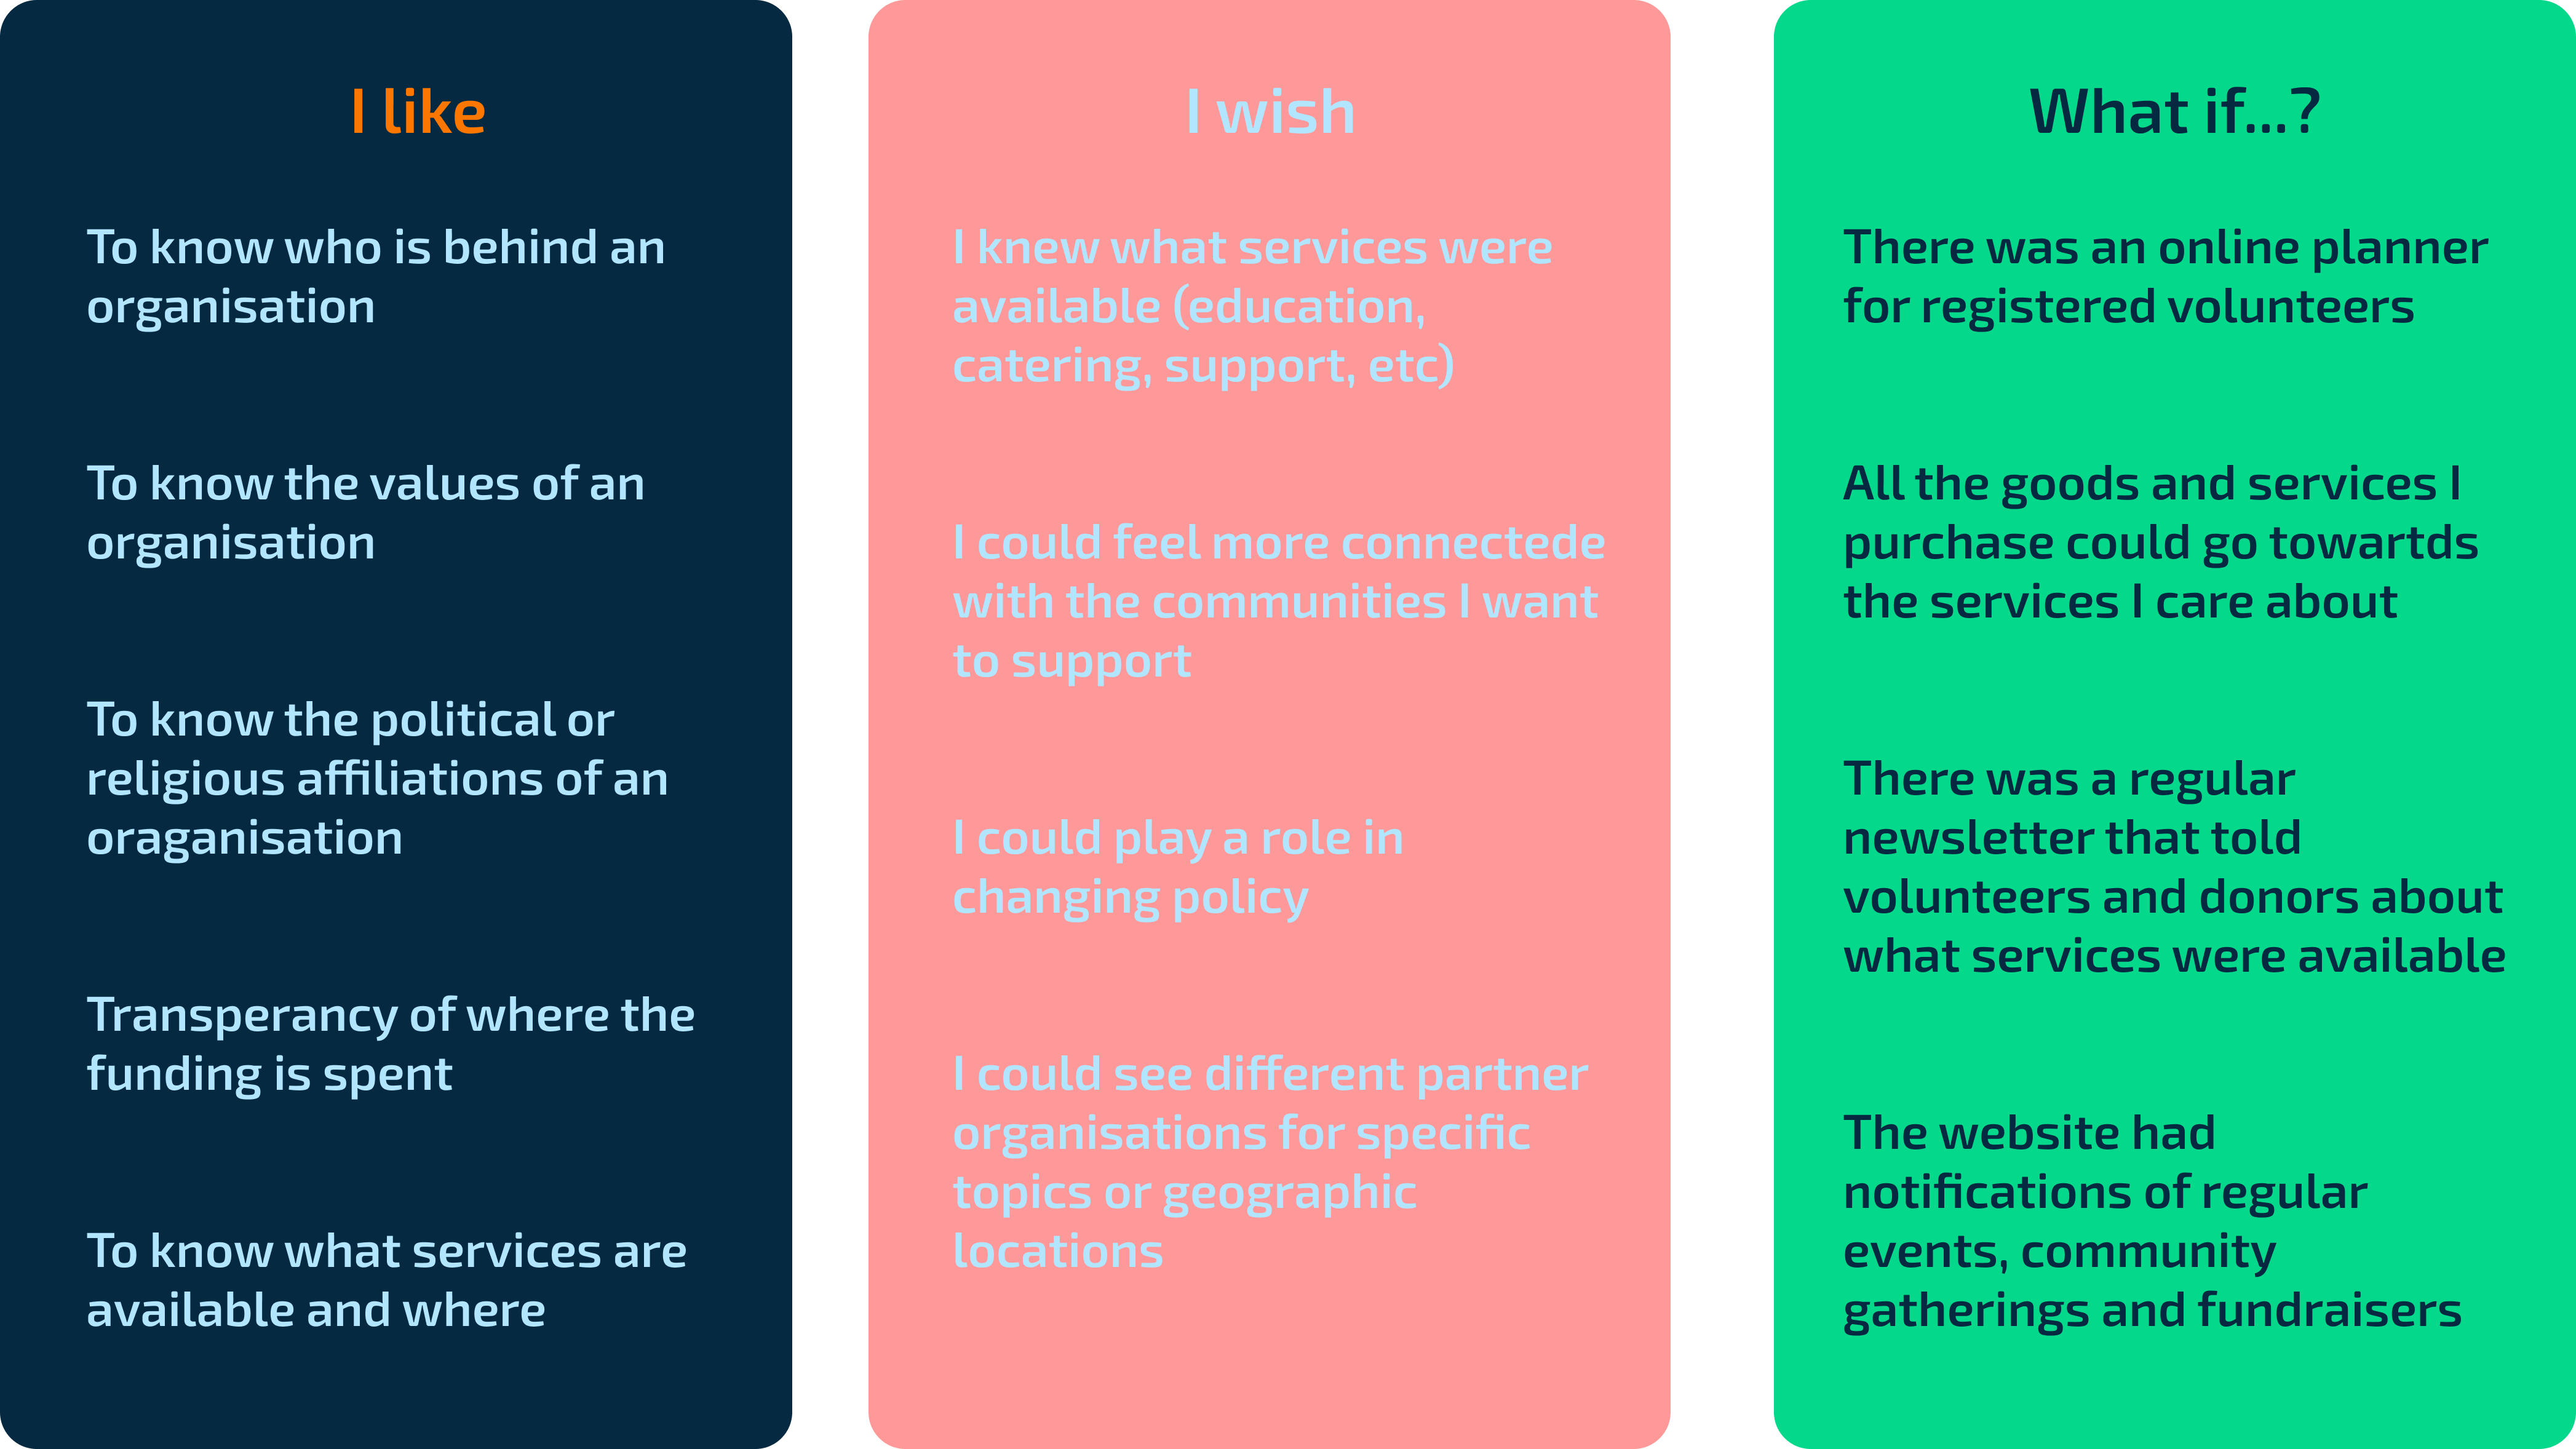 I like
To know who is behind an
organisation
To know the values of an
organisation
To know the political or
religious affiliations of an
oraganisation
Transperancy of where the
funding is spent
To know what services are
available and where
I wish
I knew what services were
available (education,
catering, support, etc)
I could feel more connectede
with the communities I want
to support
I could play a role in
changing policy
I could see different partner
organisations for specific
topics or geographic
locations
What if...?
There was an online planner
for registered volunteers
All the goods and services I
purchase could go towartds
the services I care about
There was a regular
newsletter that told
volunteers and donors about
what services were available
The website had
notifications of regular
events, community
gatherings and fundraisers